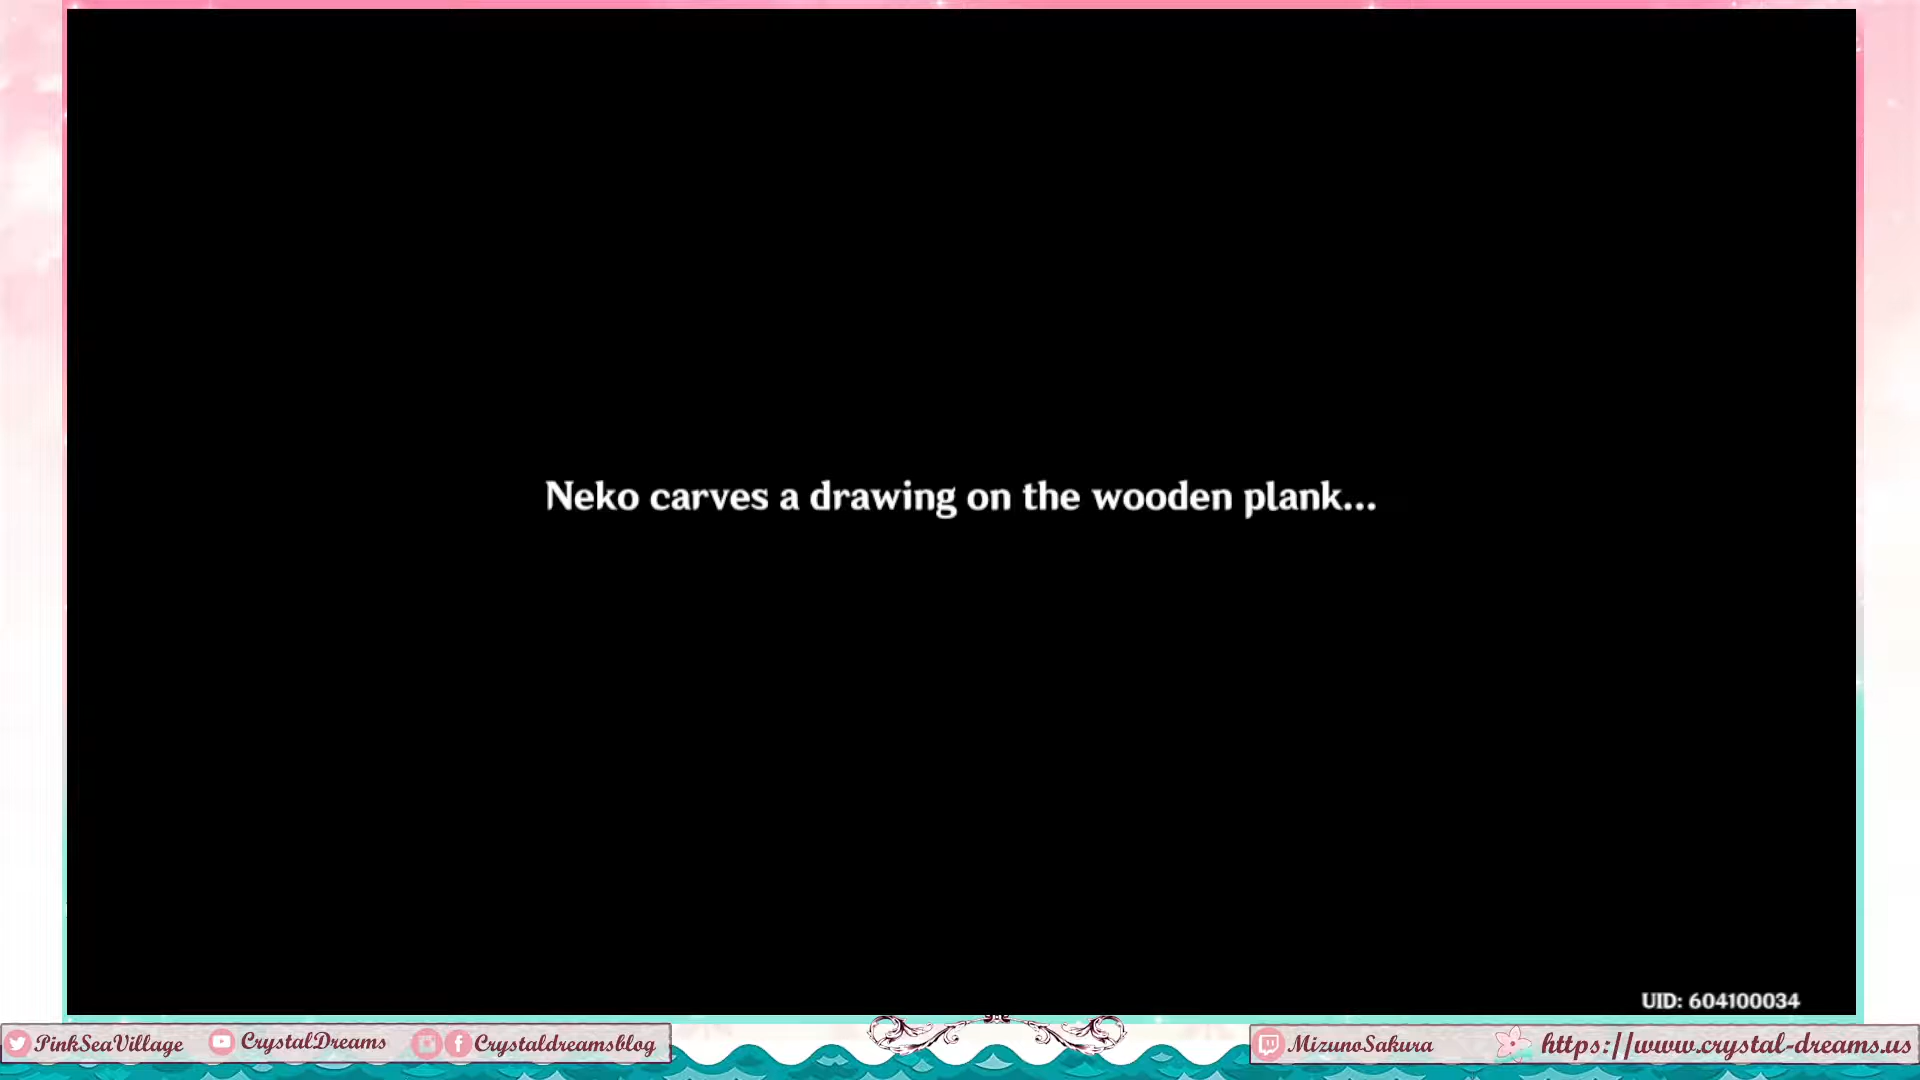 Neko carves a drawing on the wooden plank...
UID: 604100034
PinkSeaVillage CrystalDreams Crystaldreamsblog MizunoSakura https://www.crystal-dreams.us